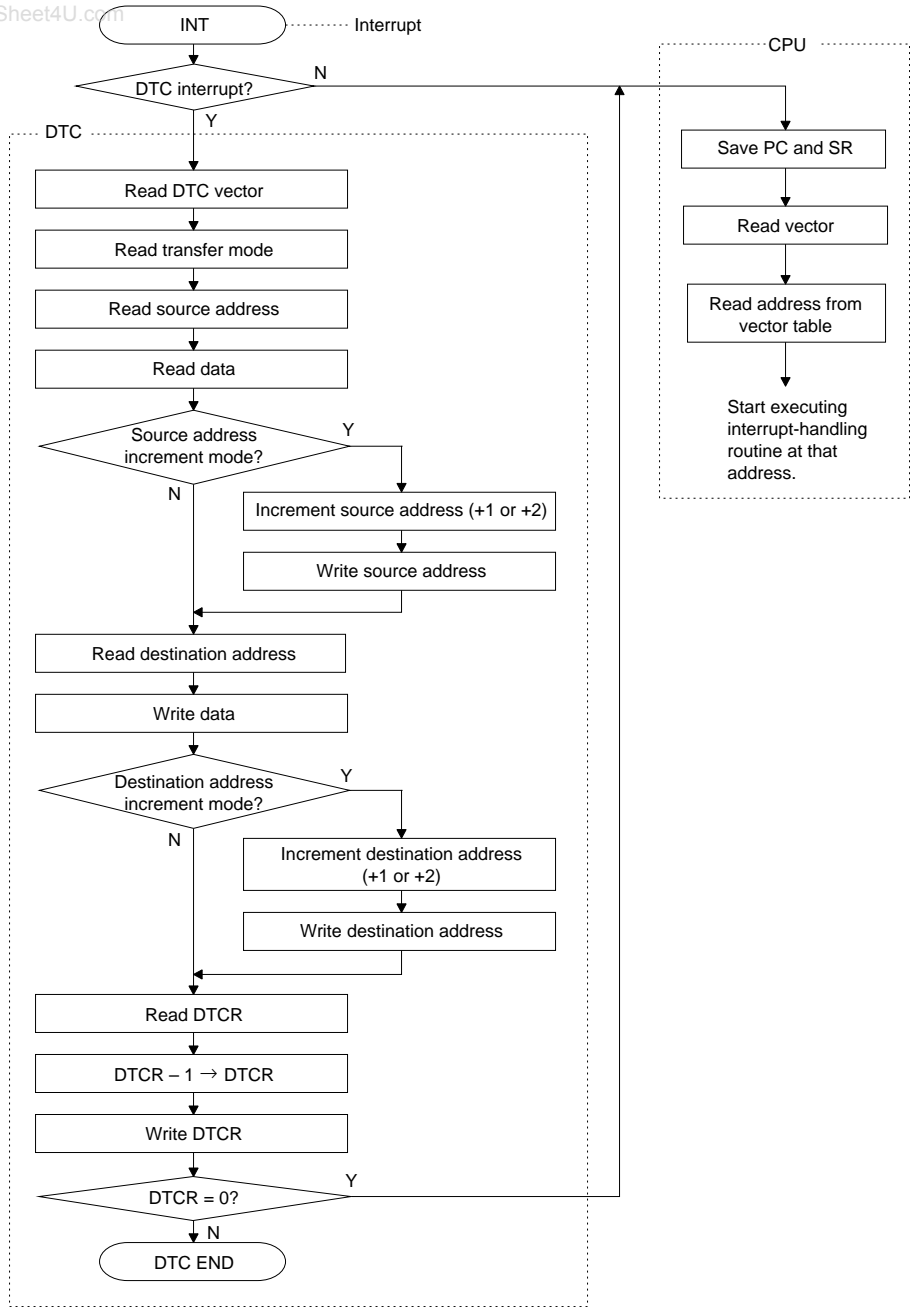 Sheet4U.com
INT
Interrupt
DTC interrupt?
N
Y
DTC
Read DTC vector
Read transfer mode
Read source address
Read data
Source address
increment mode?
Y
N
Increment source address (+1 or +2)
Write source address
Read destination address
Write data
Destination address
increment mode?
Y
N
Increment destination address
(+1 or +2)
Write destination address
Read DTCR
DTCR – 1 → DTCR
Write DTCR
DTCR = 0?
Y
N
DTC END
CPU
Save PC and SR
Read vector
Read address from
vector table
Start executing
interrupt-handling
routine at that
address.